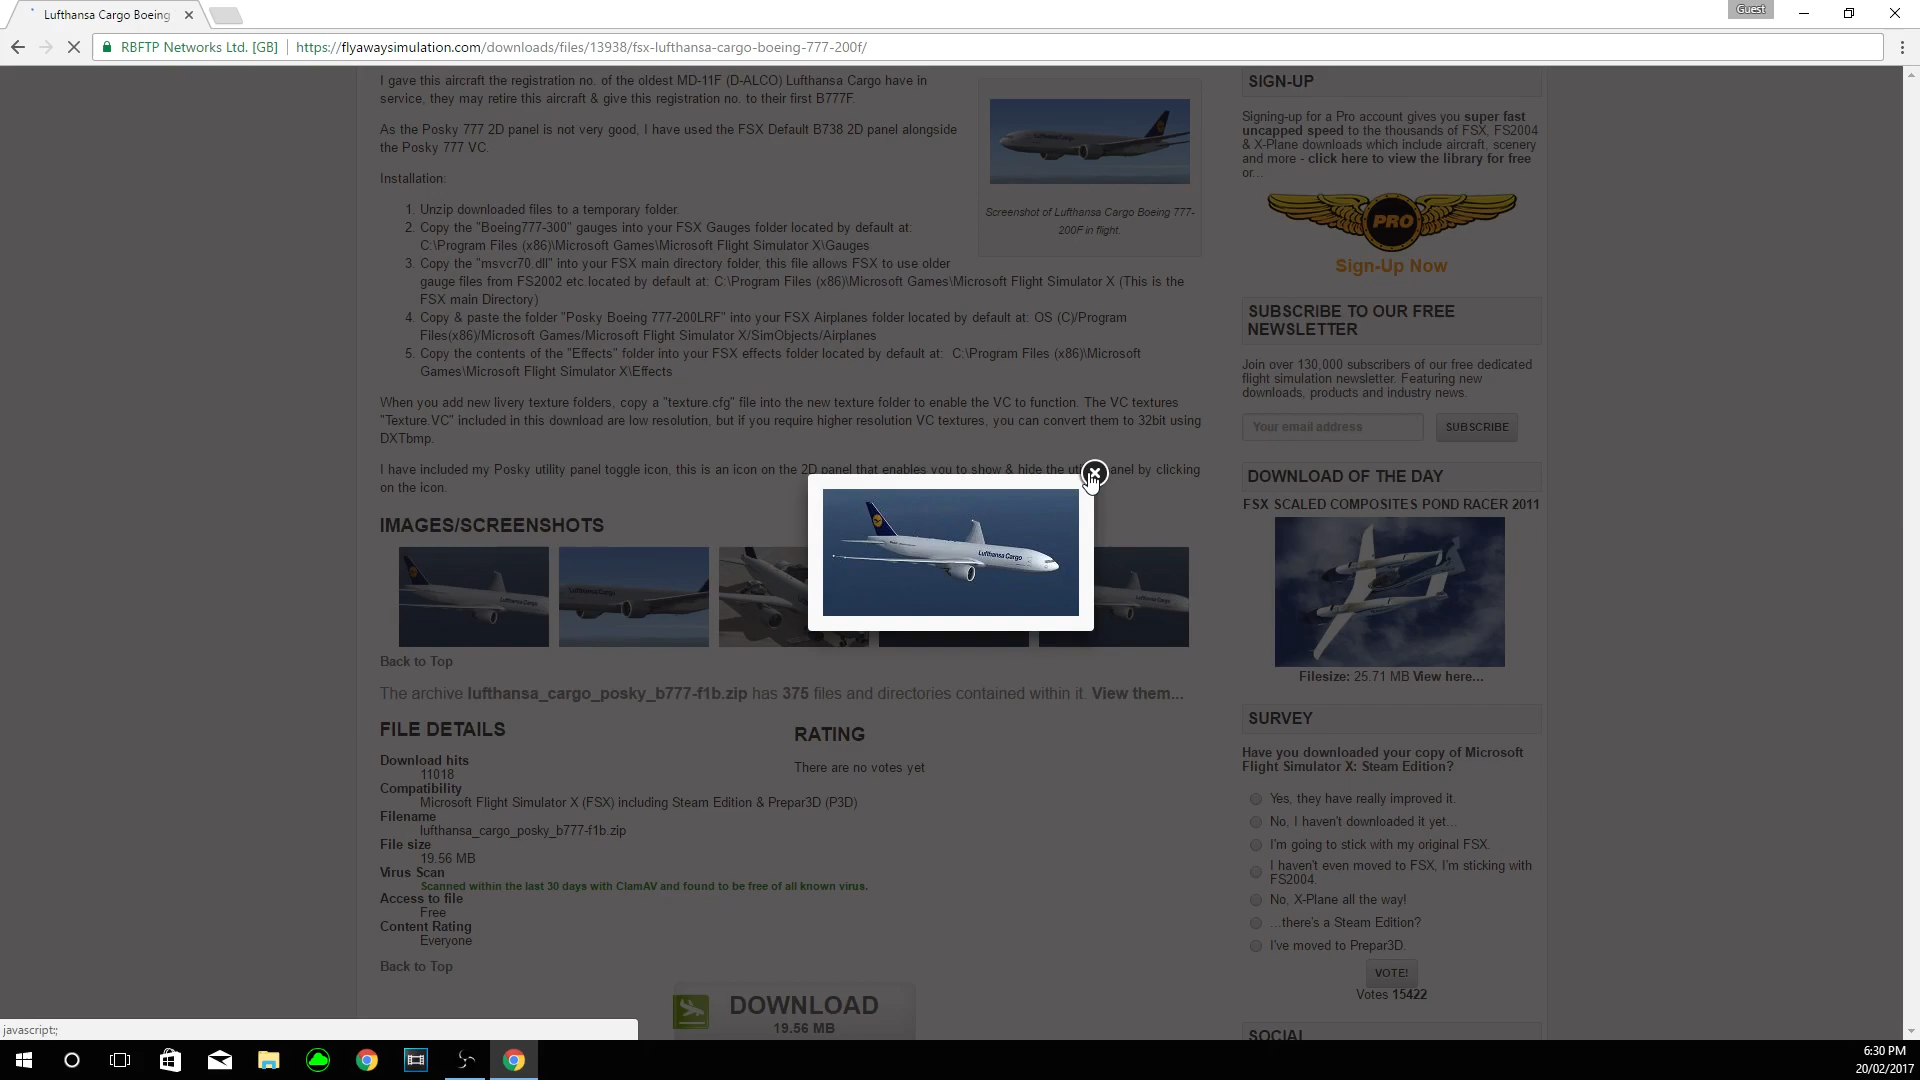 Lufthansa Cargo Boeing
Guest
RBFTP Networks Ltd. [GB]
https://flyawaysimulation.com/downloads/files/13938/fsx-lufthansa-cargo-boeing-777-200f/
I gave this aircraft the registration no. of the oldest MD-11F (D-ALCO) Lufthansa Cargo have in
service, they may retire this aircraft & give this registration no. to their first B777F.
As the Posky 777 2D panel is not very good, I have used the FSX Default B738 2D panel alongside
the Posky 777 VC.
Installation:
1. Unzip downloaded files to a temporary folder.
2. Copy the "Boeing777-300" gauges into your FSX Gauges folder located by default at:
C:\Program Files (x86)\Microsoft Games\Microsoft Flight Simulator X\Gauges
3. Copy the "msvcr70.dll" into your FSX main directory folder, this file allows FSX to use older
gauge files from FS2002 etc.located by default at: C:\Program Files (x86)\Microsoft Games\Microsoft Flight Simulator X (This is the
FSX main Directory)
4. Copy & paste the folder "Posky Boeing 777-200LRF" into your FSX Airplanes folder located by default at: OS (C)/Program
Files(x86)/Microsoft Games/Microsoft Flight Simulator X/SimObjects/Airplanes
5. Copy the contents of the "Effects" folder into your FSX effects folder located by default at: C:\Program Files (x86)\Microsoft
Games\Microsoft Flight Simulator X\Effects
When you add new livery texture folders, copy a "texture.cfg" file into the new texture folder to enable the VC to function. The VC textures
"Texture.VC" included in this download are low resolution, but if you require higher resolution VC textures, you can convert them to 32bit using
DXTbmp.
I have included my Posky utility panel toggle icon, this is an icon on the 2D panel that enables you to show & hide the panel by clicking
on the icon.
Screenshot of Lufthansa Cargo Boeing 777-
200F in flight.
IMAGES/SCREENSHOTS
Lufthansa Cargo
Back to Top
The archive lufthansa_cargo_posky_b777-f1b.zip has 375 files and directories contained within it. View them...
FILE DETAILS
Download hits
11018
Compatibility
Microsoft Flight Simulator X (FSX) including Steam Edition & Prepar3D (P3D)
Filename
lufthansa_cargo_posky_b777-f1b.zip
File size
19.56 MB
Virus Scan
Scanned within the last 30 days with ClamAV and found to be free of all known virus.
Access to file
Free
Content Rating
Everyone
Back to Top
RATING
There are no votes yet
DOWNLOAD
19.56 MB
SIGN-UP
Signing-up for a Pro account gives you super fast
uncapped speed to the thousands of FSX, FS2004
& X-Plane downloads which include aircraft, scenery
and more - click here to view the library for free
or...
PRO
Sign-Up Now
SUBSCRIBE TO OUR FREE
NEWSLETTER
Join over 130,000 subscribers of our free dedicated
flight simulation newsletter. Featuring new
downloads, products and industry news.
Your email address
SUBSCRIBE
DOWNLOAD OF THE DAY
FSX SCALED COMPOSITES POND RACER 2011
Filesize: 25.71 MB View here...
SURVEY
Have you downloaded your copy of Microsoft
Flight Simulator X: Steam Edition?
Yes, they have really improved it.
No, I haven't downloaded it yet...
I'm going to stick with my original FSX.
I haven't even moved to FSX, I'm sticking with
FS2004.
No, X-Plane all the way!
...there's a Steam Edition?
I've moved to Prepar3D.
VOTE!
Votes 15422
SOCIAL
javascript:;
6:30 PM
20/02/2017